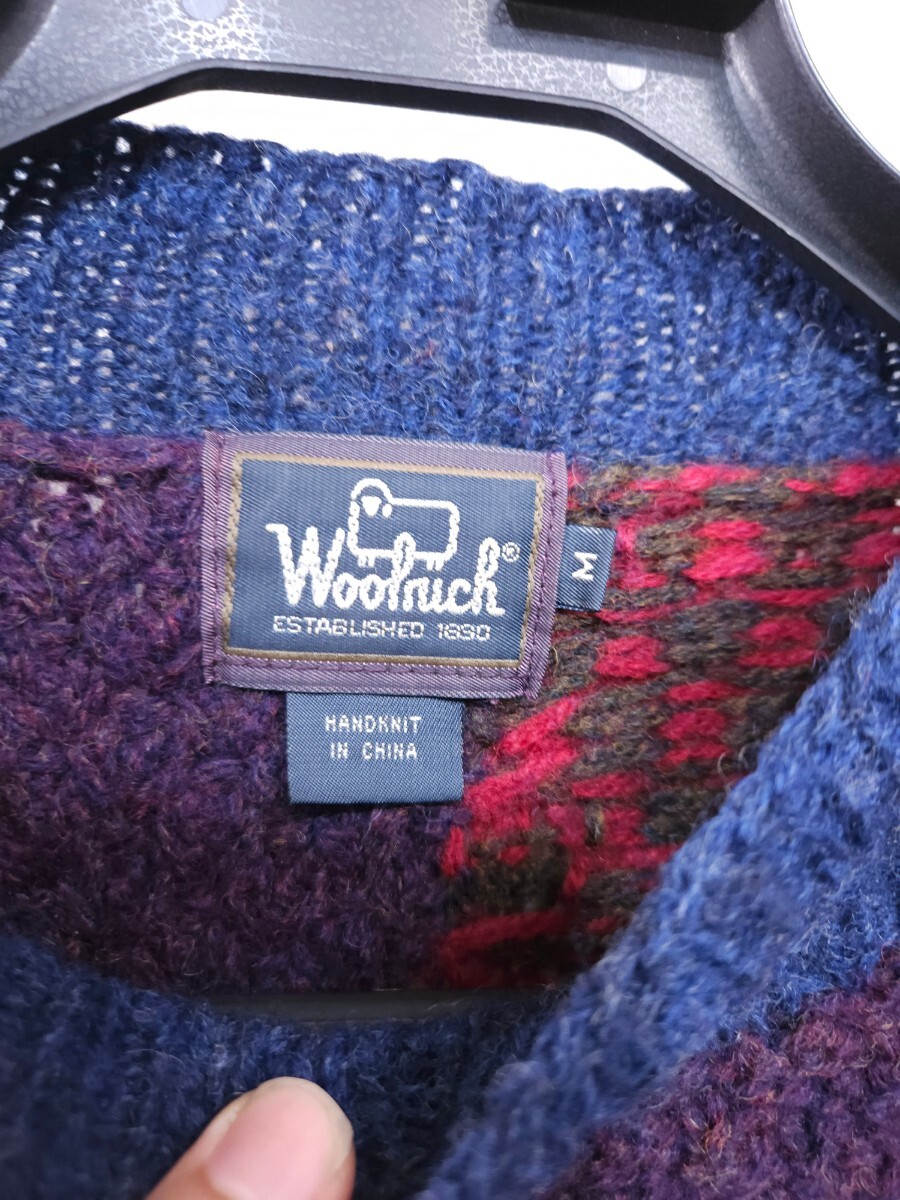 Woolrich®
ESTABLISHED 1830
M
HANDKNIT
IN CHINA